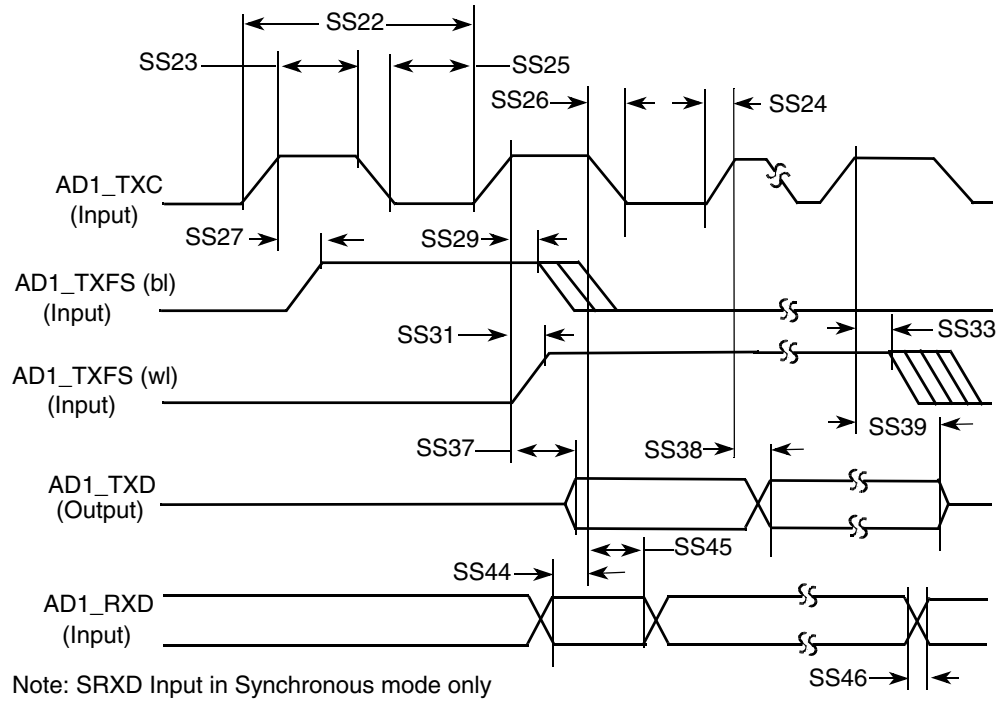 SS22
SS23
SS25
SS26
SS24
AD1_TXC
(Input)
SS27
SS29
AD1_TXFS (bl)
(Input)
SS31
SS33
AD1_TXFS (wl)
(Input)
SS39
SS37
SS38
AD1_TXD
(Output)
SS45
SS44
AD1_RXD
(Input)
SS46
Note: SRXD Input in Synchronous mode only